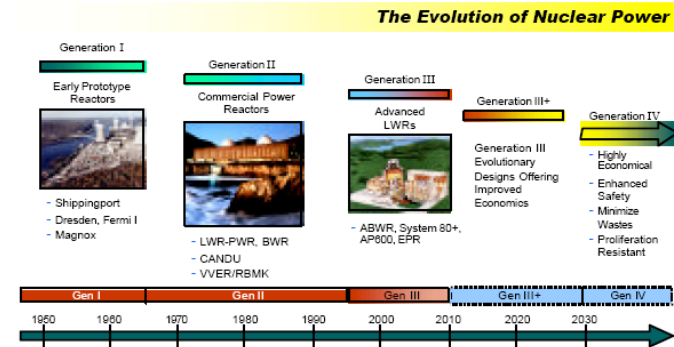 The Evolution of Nuclear Power
Generation I
Early Prototype
Reactors
- Shippingport
- Dresden, Fermi I
- Magnox
Generation II
Commercial Power
Reactors
- LWR-PWR, BWR
- CANDU
- VVER/RBMK
Generation III
Advanced
LWRs
- ABWR, System 80+,
AP600, EPR
Generation III+
Generation III
Evolutionary
Designs Offering
Improved
Economics
Generation IV
- Highly
Economical
- Enhanced
Safety
- Minimize
Wastes
- Proliferation
Resistant
Gen I
Gen II
Gen III
Gen III+
Gen IV
1950
1960
1970
1980
1990
2000
2010
2020
2030